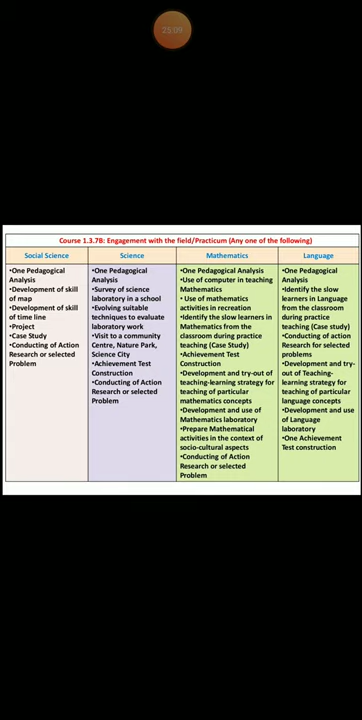 25:09
Course 1.3.7B: Engagement with the field/Practicum (Any one of the following)
Social Science
•One Pedagogical
Analysis
•Development of skill
of map
•Development of skill
of time line
•Project
•Case Study
•Conducting of Action
Research or selected
Problem
Science
•One Pedagogical
Analysis
•Survey of science
laboratory in a school
•Evolving suitable
techniques to evaluate
laboratory work
•Visit to a community
Centre, Nature Park,
Science City
•Achievement Test
Construction
•Conducting of Action
Research or selected
Problem
Mathematics
•One Pedagogical Analysis
•Use of computer in teaching
Mathematics
• Use of mathematics
activities in recreation
•Identify the slow learners in
Mathematics from the
classroom during practice
teaching (Case Study)
•Achievement Test
Construction
•Development and try-out of
teaching-learning strategy for
teaching of particular
mathematics concepts
•Development and use of
Mathematics laboratory
•Prepare Mathematical
activities in the context of
socio-cultural aspects
•Conducting of Action
Research or selected
Problem
Language
•One Pedagogical
Analysis
•Identify the slow
learners in Language
from the classroom
during practice
teaching (Case study)
•Conducting of action
Research for selected
problems
•Development and try-
out of Teaching-
learning strategy for
teaching of particular
language concepts
•Development and use
of Language
laboratory
•One Achievement
Test construction